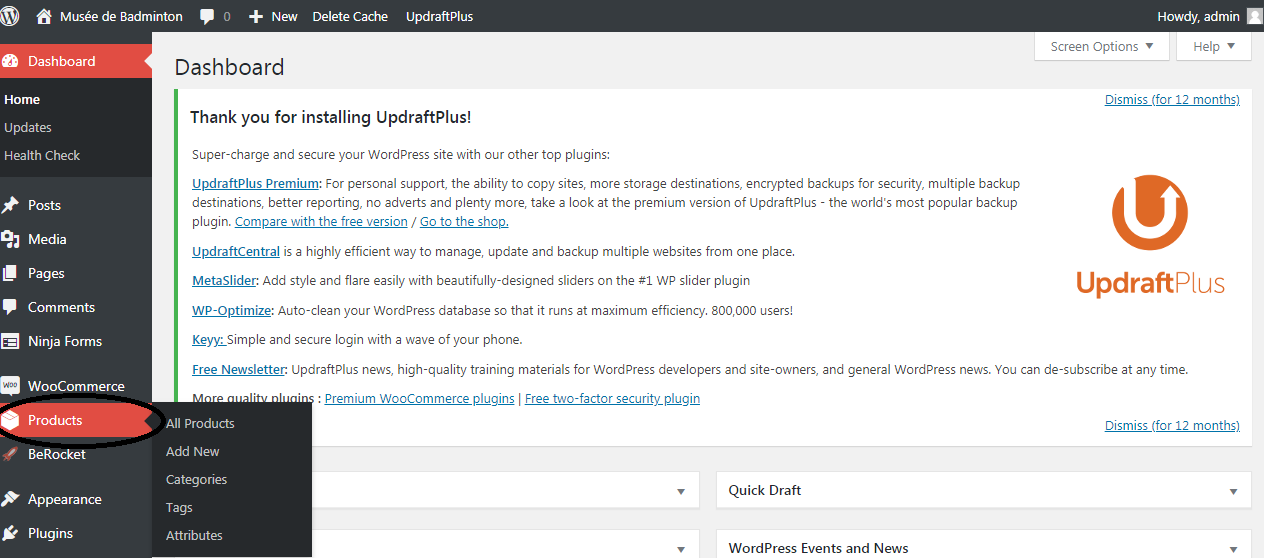 Musée de Badminton 0 New Delete Cache UpdraftPlus Howdy, admin
Screen Options Help
Dashboard
Home
Updates
Health Check
Posts
Media
Pages
Comments
Ninja Forms
WOO WooCommerce
Products
BeRocket
Appearance
Plugins
All Products
Add New
Categories
Tags
Attributes
Dashboard
Dismiss (for 12 months)
Thank you for installing UpdraftPlus!
Super-charge and secure your WordPress site with our other top plugins:
UpdraftPlus Premium: For personal support, the ability to copy sites, more storage destinations, encrypted backups for security, multiple backup
destinations, better reporting, no adverts and plenty more, take a look at the premium version of UpdraftPlus - the world's most popular backup
plugin. Compare with the free version / Go to the shop.
UpdraftCentral is a highly efficient way to manage, update and backup multiple websites from one place.
MetaSlider: Add style and flare easily with beautifully-designed sliders on the #1 WP slider plugin
WP-Optimize: Auto-clean your WordPress database so that it runs at maximum efficiency. 800,000 users!
Keyy: Simple and secure login with a wave of your phone.
Free Newsletter: UpdraftPlus news, high-quality training materials for WordPress developers and site-owners, and general WordPress news. You can de-subscribe at any time.
More quality plugins : Premium WooCommerce plugins | Free two-factor security plugin
UpdraftPlus
Dismiss (for 12 months)
Quick Draft
WordPress Events and News